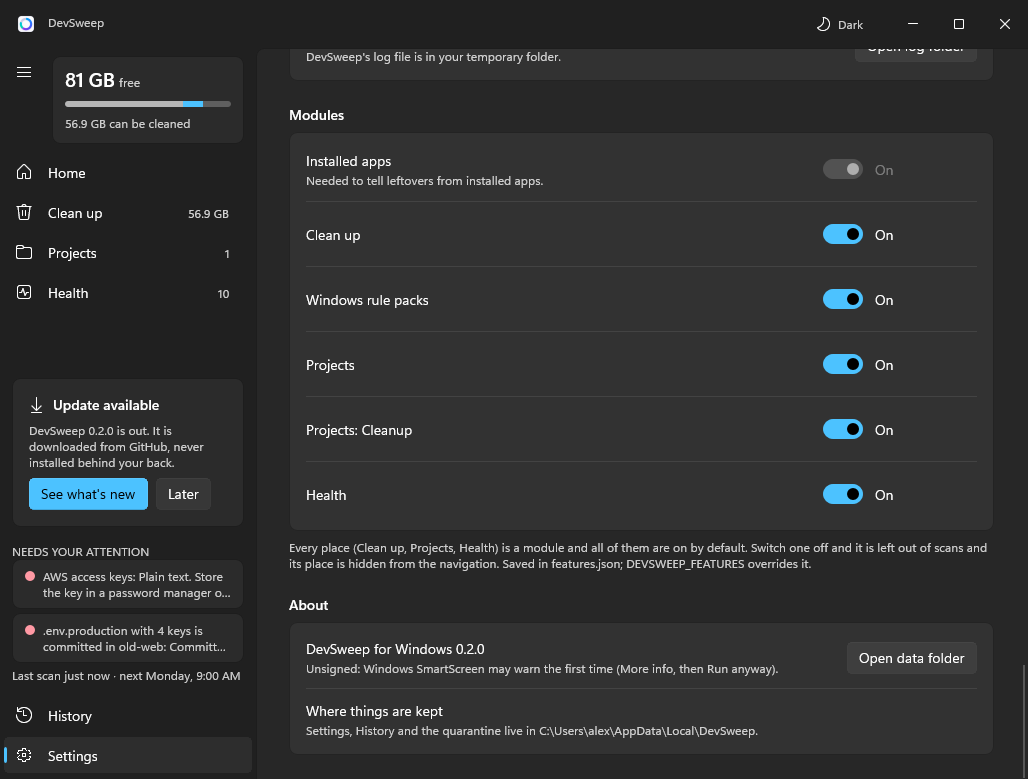 DevSweep
Dark
81 GB free
56.9 GB can be cleaned
Home
Clean up 56.9 GB
Projects 1
Health 10
Update available
DevSweep 0.2.0 is out. It is
downloaded from GitHub, never
installed behind your back.
See what's new Later
NEEDS YOUR ATTENTION
AWS access keys: Plain text. Store
the key in a password manager o...
.env.production with 4 keys is
committed in old-web: Committ...
Last scan just now · next Monday, 9:00 AM
History
Settings
DevSweep's log file is in your temporary folder.
Open log folder
Modules
Installed apps
Needed to tell leftovers from installed apps.
On
Clean up On
Windows rule packs On
Projects On
Projects: Cleanup On
Health On
Every place (Clean up, Projects, Health) is a module and all of them are on by default. Switch one off and it is left out of scans and
its place is hidden from the navigation. Saved in features.json; DEVSWEEP_FEATURES overrides it.
About
DevSweep for Windows 0.2.0
Unsigned: Windows SmartScreen may warn the first time (More info, then Run anyway).
Open data folder
Where things are kept
Settings, History and the quarantine live in C:\Users\alex\AppData\Local\DevSweep.